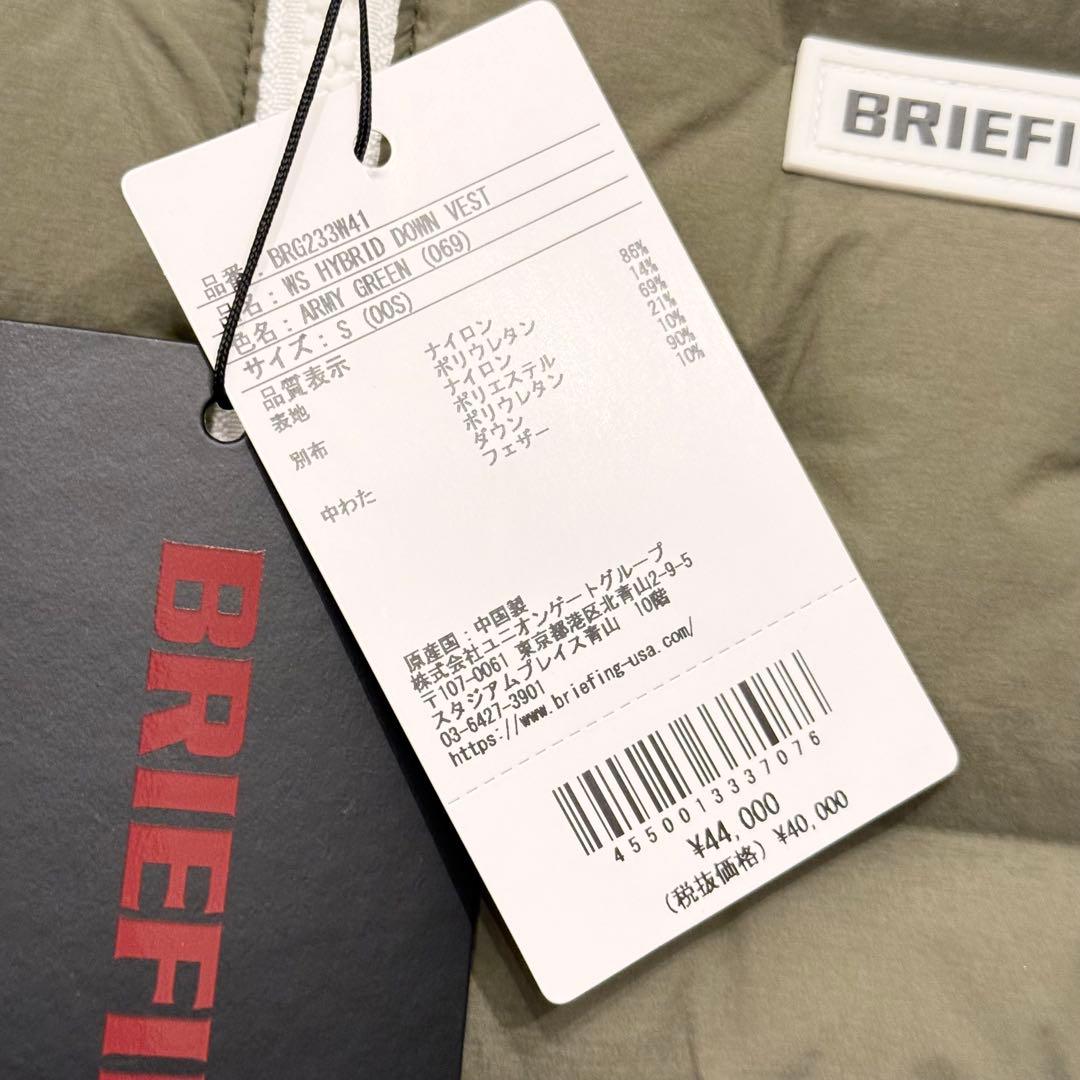 品番：BRG233W41
品名：WS HYBRID DOWN VEST
色名：ARMY GREEN (069)
サイズ：S (00S)
品質表示
表地 ナイロン 86%
ポリウレタン 14%
別布 ナイロン 69%
ポリエステル 21%
ポリウレタン 10%
中わた ダウン 90%
フェザー 10%
原産国：中国製
株式会社ユニオンゲートグループ
〒107-0061 東京都港区北青山2-9-5
スタジアムプレイス青山 10階
03-6427-3901
https://www.briefing-usa.com/
4550013337076
¥44,000
(税抜価格) ¥40,000
BRIEFI
BRIEFI